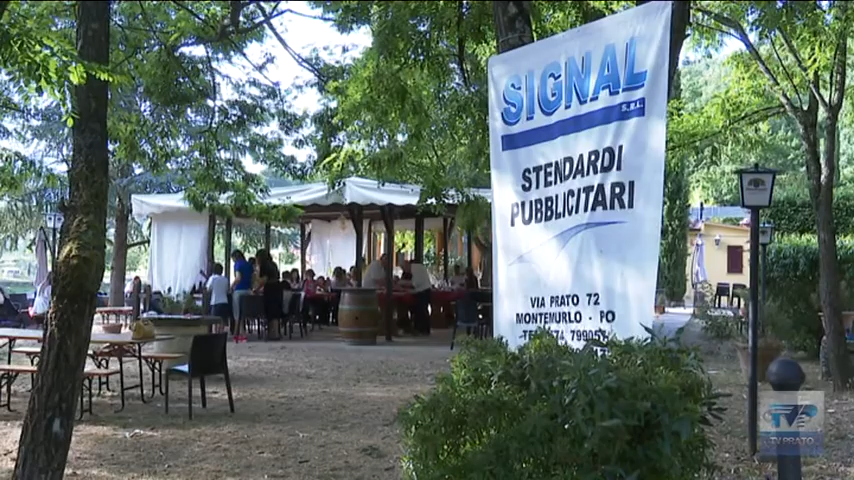 SIGNAL
S.R.L.
STENDARDI
PUBBLICITARI
VIA PRATO 72
MONTEMURLO - PO
TV PRATO